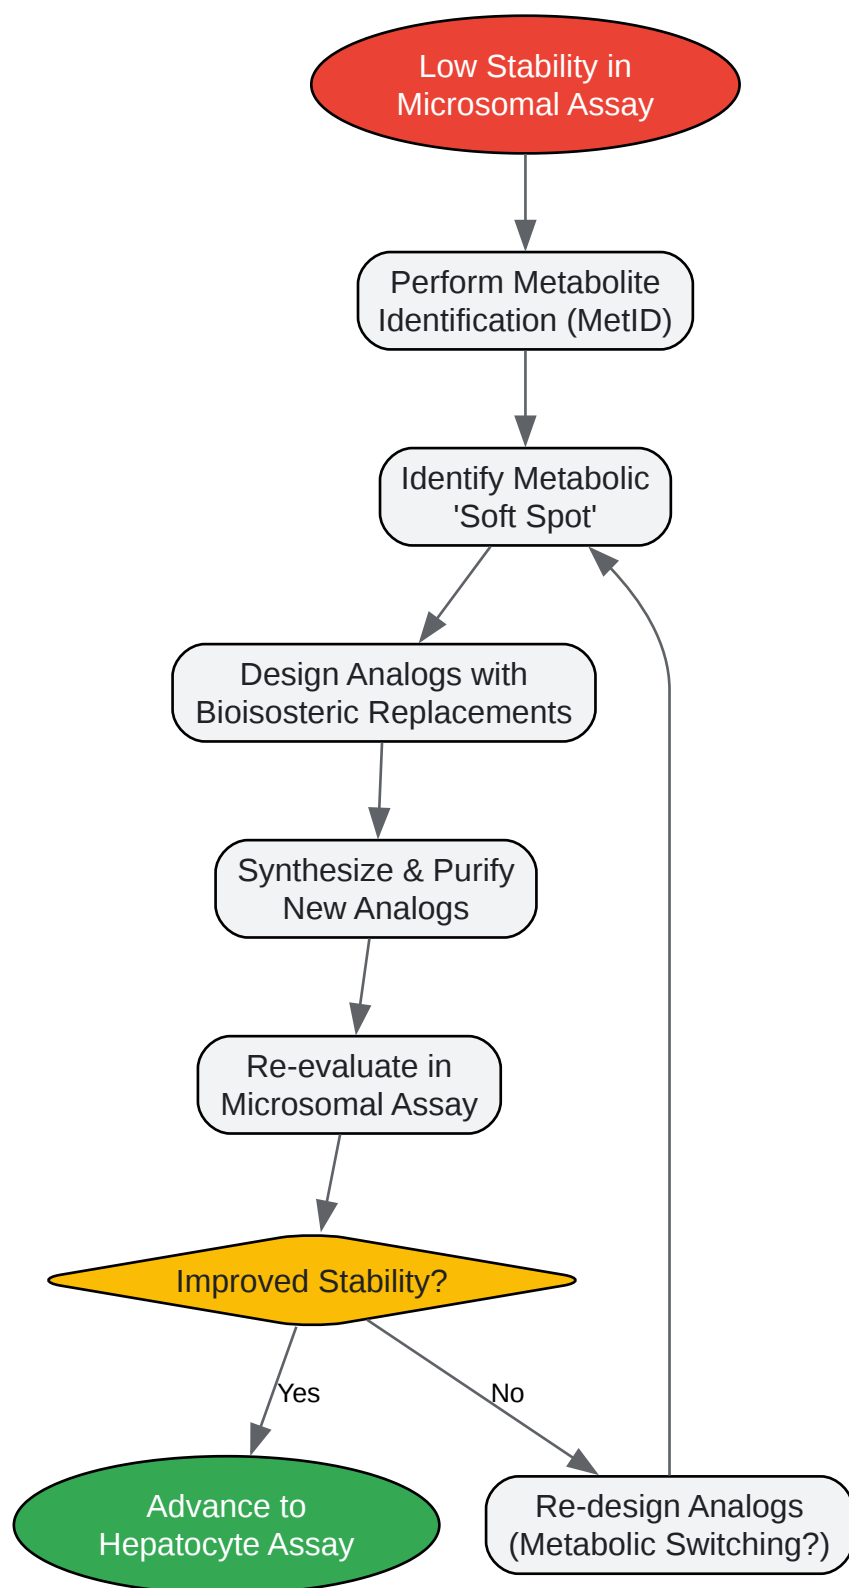 Low Stability in
Microsomal Assay
Perform Metabolite
Identification (MetID)
Identify Metabolic
'Soft Spot'
Design Analogs with
Bioisosteric Replacements
Synthesize & Purify
New Analogs
Re-evaluate in
Microsomal Assay
Improved Stability?
Yes
No
Advance to
Hepatocyte Assay
Re-design Analogs
(Metabolic Switching?)